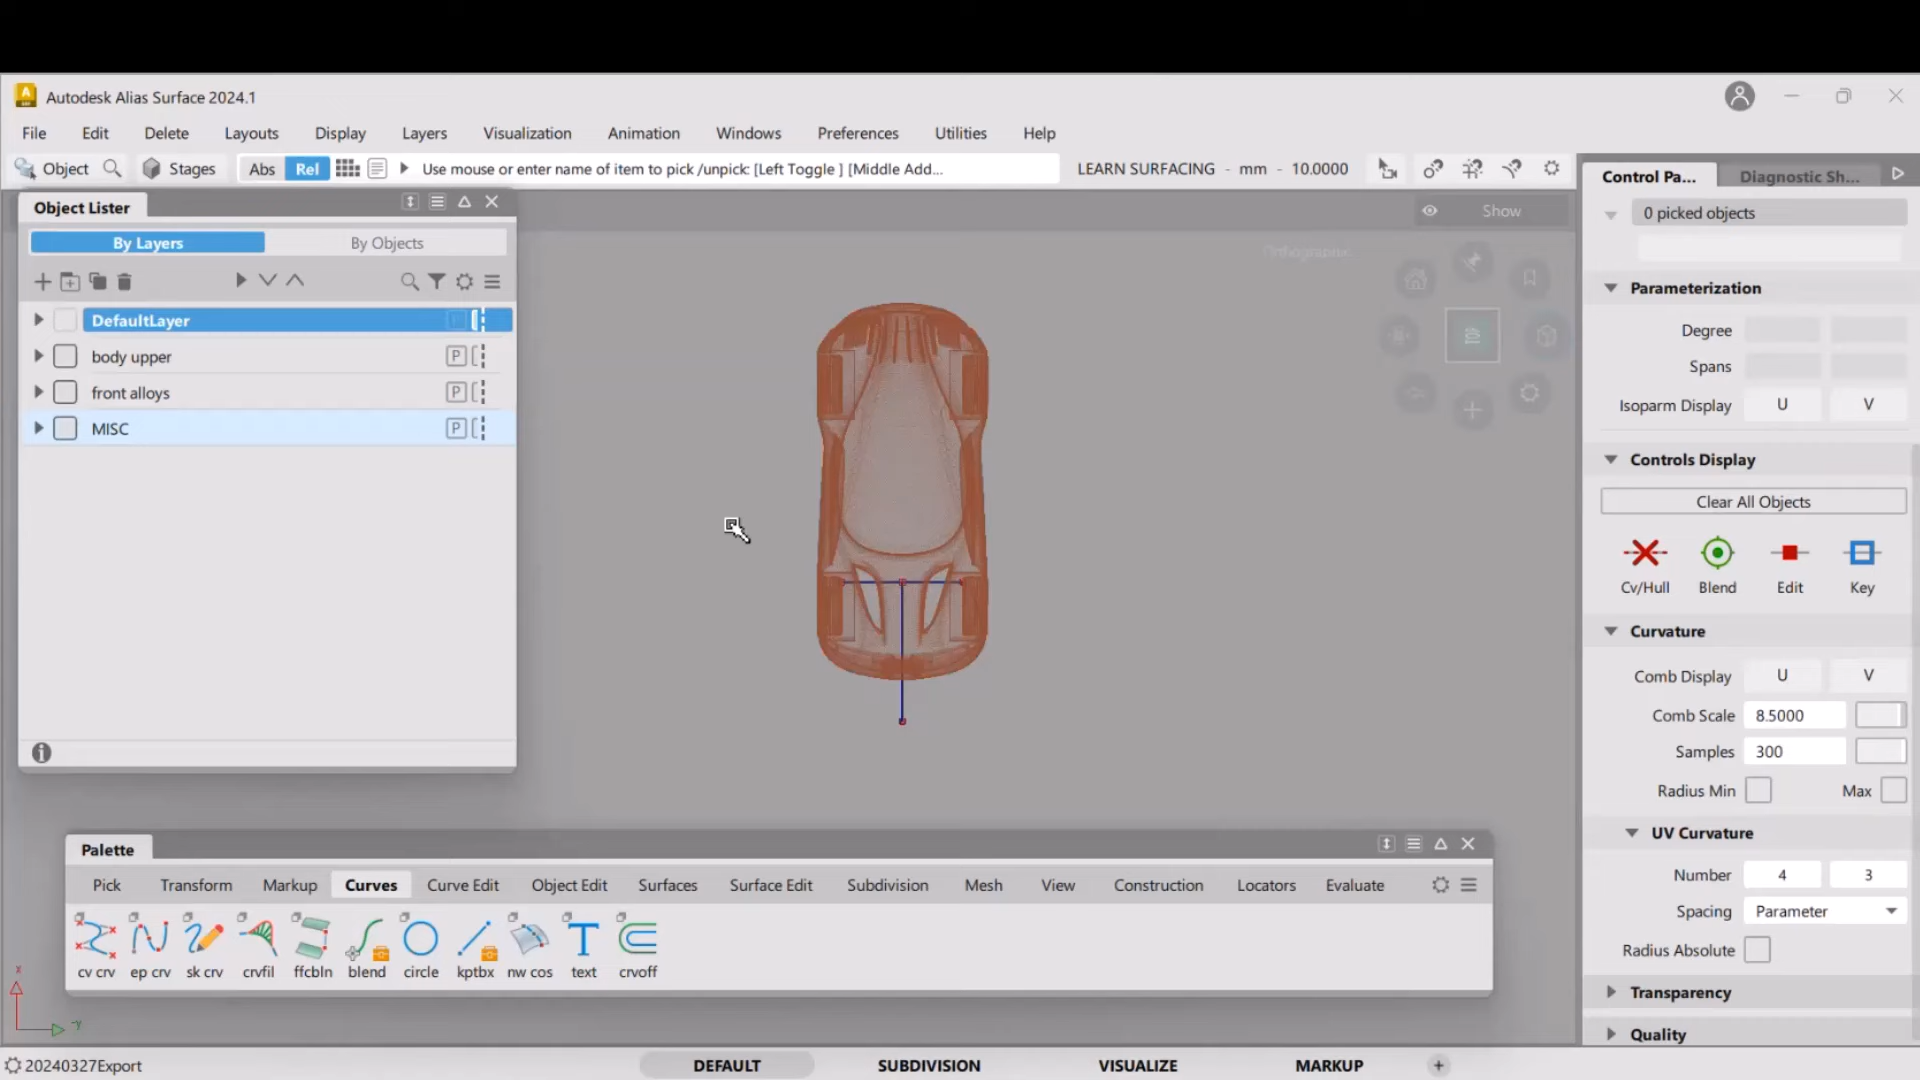 Autodesk Alias Surface 2024.1
File Edit Delete Layouts Display Layers Visualization Animation Windows Preferences Utilities Help
Object Stages Abs Rel Use mouse or enter name of item to pick /unpick: [Left Toggle ] [Middle Add... LEARN SURFACING - mm - 10.0000
Control Pa... Diagnostic Sh...
Object Lister
Show
0 picked objects
By Layers By Objects
Orthographic
Parameterization
DefaultLayer
Degree
body upper P
Spans
front alloys P
Isoparm Display U V
MISC P
Controls Display
Clear All Objects
Cv/Hull Blend Edit Key
Curvature
Comb Display U V
Comb Scale 8.5000
Samples 300
Radius Min Max
UV Curvature
Palette
Number 4 3
Pick Transform Markup Curves Curve Edit Object Edit Surfaces Surface Edit Subdivision Mesh View Construction Locators Evaluate
Spacing Parameter
Radius Absolute
cv crv ep crv sk crv crvfil ffcbln blend circle kptbx nw cos text crvoff
x
Transparency
-y
Quality
20240327Export DEFAULT SUBDIVISION VISUALIZE MARKUP +